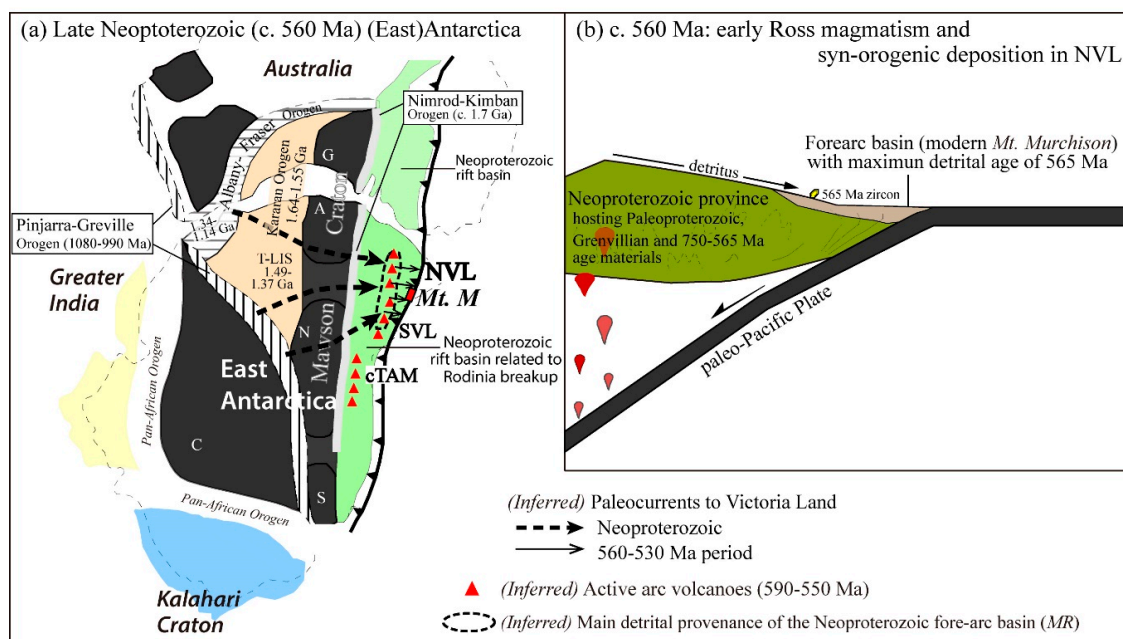 (a) Late Neoptoterozoic (c. 560 Ma) (East)Antarctica
Australia
Nimrod-Kimban
Orogen (c. 1.7 Ga)
Albany-Fraser Orogen
Kararan Orogen
1.64-1.55 Ga
G
Craton
Neoproterozoic
rift basin
Pinjarra-Greville
Orogen (1080-990 Ma)
1.34-
1.14 Ga
A
T-LIS
1.49-
1.37 Ga
NVL
Mt. M
Greater
India
N
Mawson
SVL
Neoproterozoic
rift basin related to
Rodinia breakup
cTAM
East
Antarctica
Pan-African Orogen
C
S
Pan-African Orogen
Kalahari
Craton
(b) c. 560 Ma: early Ross magmatism and
syn-orogenic deposition in NVL
Forearc basin (modern Mt. Murchison)
with maximun detrital age of 565 Ma
detritus
565 Ma zircon
Neoproterozoic province
hosting Paleoproterozoic,
Grenvillian and 750-565 Ma
age materials
paleo-Pacific Plate
(Inferred) Paleocurrents to Victoria Land
Neoproterozoic
560-530 Ma period
(Inferred) Active arc volcanoes (590-550 Ma)
(Inferred) Main detrital provenance of the Neoproterozoic fore-arc basin (MR)